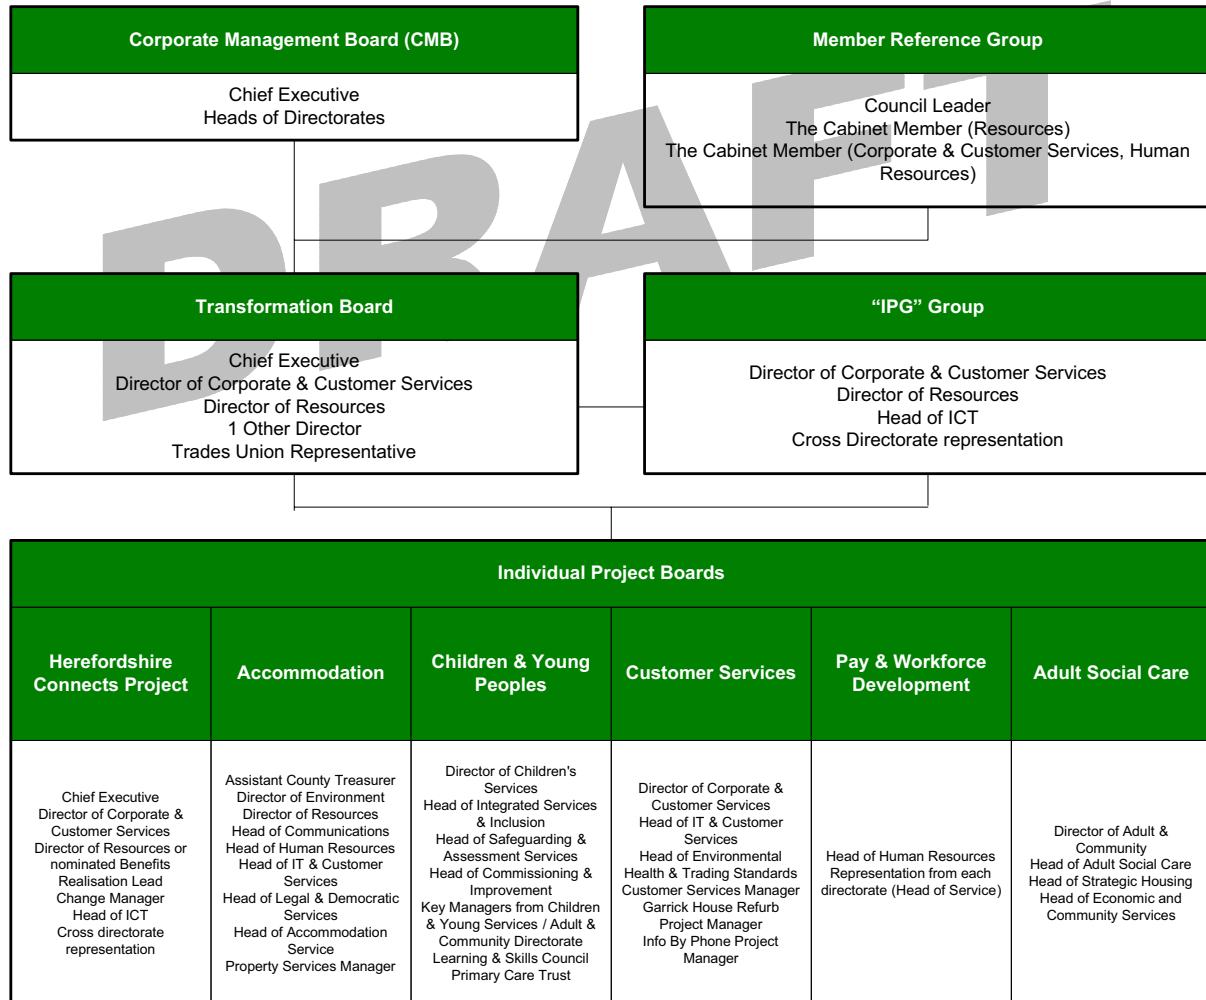 Corporate Management Board (CMB)
Chief Executive
Heads of Directorates
Member Reference Group
Council Leader
The Cabinet Member (Resources)
The Cabinet Member (Corporate & Customer Services, Human
Resources)
DRAFT
Transformation Board
Chief Executive
Director of Corporate & Customer Services
Director of Resources
1 Other Director
Trades Union Representative
“IPG” Group
Director of Corporate & Customer Services
Director of Resources
Head of ICT
Cross Directorate representation
Individual Project Boards
Herefordshire
Connects Project
Chief Executive
Director of Corporate &
Customer Services
Director of Resources or
nominated Benefits
Realisation Lead
Change Manager
Head of ICT
Cross directorate
representation
Accommodation
Assistant County Treasurer
Director of Environment
Director of Resources
Head of Communications
Head of Human Resources
Head of IT & Customer
Services
Head of Legal & Democratic
Services
Head of Accommodation
Service
Property Services Manager
Children & Young
Peoples
Director of Children's
Services
Head of Integrated Services
& Inclusion
Head of Safeguarding &
Assessment Services
Head of Commissioning &
Improvement
Key Managers from Children
& Young Services / Adult &
Community Directorate
Learning & Skills Council
Primary Care Trust
Customer Services
Director of Corporate &
Customer Services
Head of IT & Customer
Services
Head of Environmental
Health & Trading Standards
Customer Services Manager
Garrick House Refurb
Project Manager
Info By Phone Project
Manager
Pay & Workforce
Development
Head of Human Resources
Representation from each
directorate (Head of Service)
Adult Social Care
Director of Adult &
Community
Head of Adult Social Care
Head of Strategic Housing
Head of Economic and
Community Services